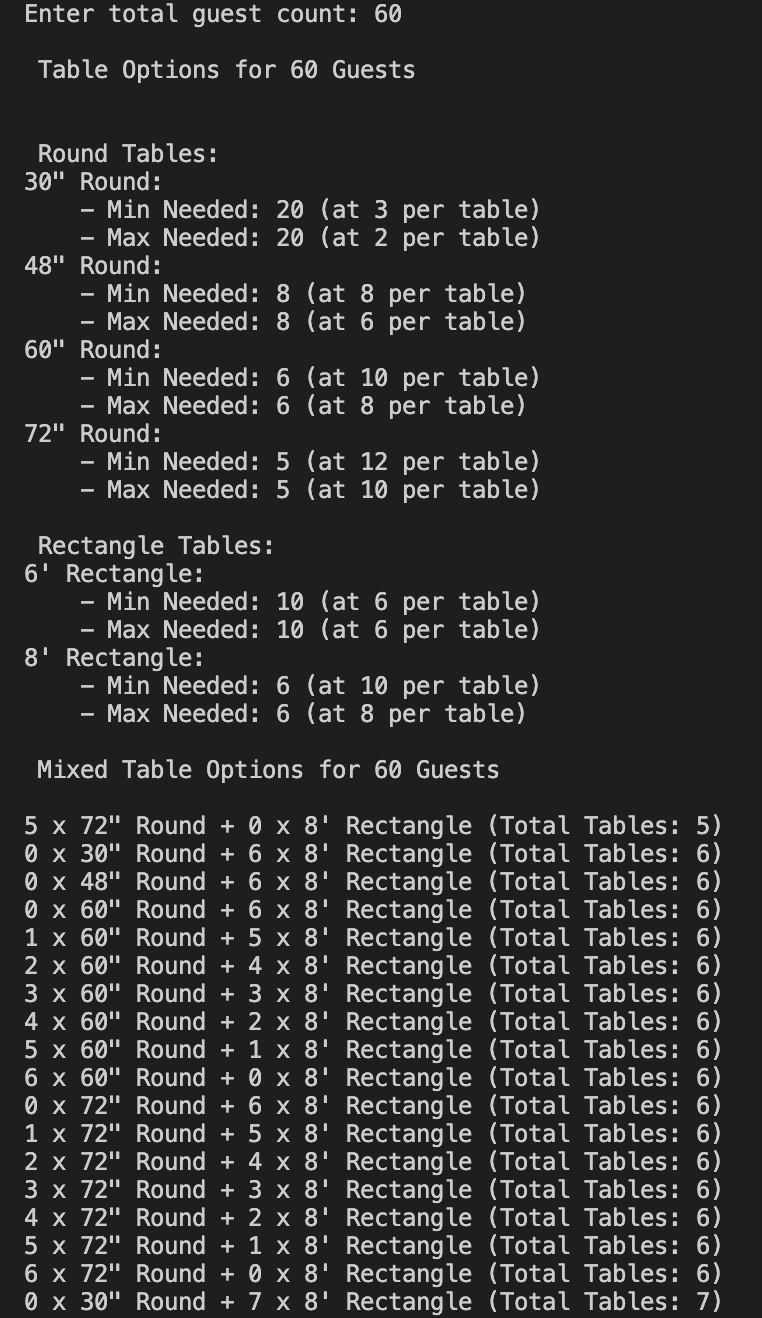 Enter total guest count: 60
Table Options for 60 Guests
Round Tables:
30" Round:
- Min Needed: 20 (at 3 per table)
- Max Needed: 20 (at 2 per table)
48" Round:
- Min Needed: 8 (at 8 per table)
- Max Needed: 8 (at 6 per table)
60" Round:
- Min Needed: 6 (at 10 per table)
- Max Needed: 6 (at 8 per table)
72" Round:
- Min Needed: 5 (at 12 per table)
- Max Needed: 5 (at 10 per table)
Rectangle Tables:
6' Rectangle:
- Min Needed: 10 (at 6 per table)
- Max Needed: 10 (at 6 per table)
8' Rectangle:
- Min Needed: 6 (at 10 per table)
- Max Needed: 6 (at 8 per table)
Mixed Table Options for 60 Guests
5 x 72" Round + 0 x 8' Rectangle (Total Tables: 5)
0 x 30" Round + 6 x 8' Rectangle (Total Tables: 6)
0 x 48" Round + 6 x 8' Rectangle (Total Tables: 6)
0 x 60" Round + 6 x 8' Rectangle (Total Tables: 6)
1 x 60" Round + 5 x 8' Rectangle (Total Tables: 6)
2 x 60" Round + 4 x 8' Rectangle (Total Tables: 6)
3 x 60" Round + 3 x 8' Rectangle (Total Tables: 6)
4 x 60" Round + 2 x 8' Rectangle (Total Tables: 6)
5 x 60" Round + 1 x 8' Rectangle (Total Tables: 6)
6 x 60" Round + 0 x 8' Rectangle (Total Tables: 6)
0 x 72" Round + 6 x 8' Rectangle (Total Tables: 6)
1 x 72" Round + 5 x 8' Rectangle (Total Tables: 6)
2 x 72" Round + 4 x 8' Rectangle (Total Tables: 6)
3 x 72" Round + 3 x 8' Rectangle (Total Tables: 6)
4 x 72" Round + 2 x 8' Rectangle (Total Tables: 6)
5 x 72" Round + 1 x 8' Rectangle (Total Tables: 6)
6 x 72" Round + 0 x 8' Rectangle (Total Tables: 6)
0 x 30" Round + 7 x 8' Rectangle (Total Tables: 7)